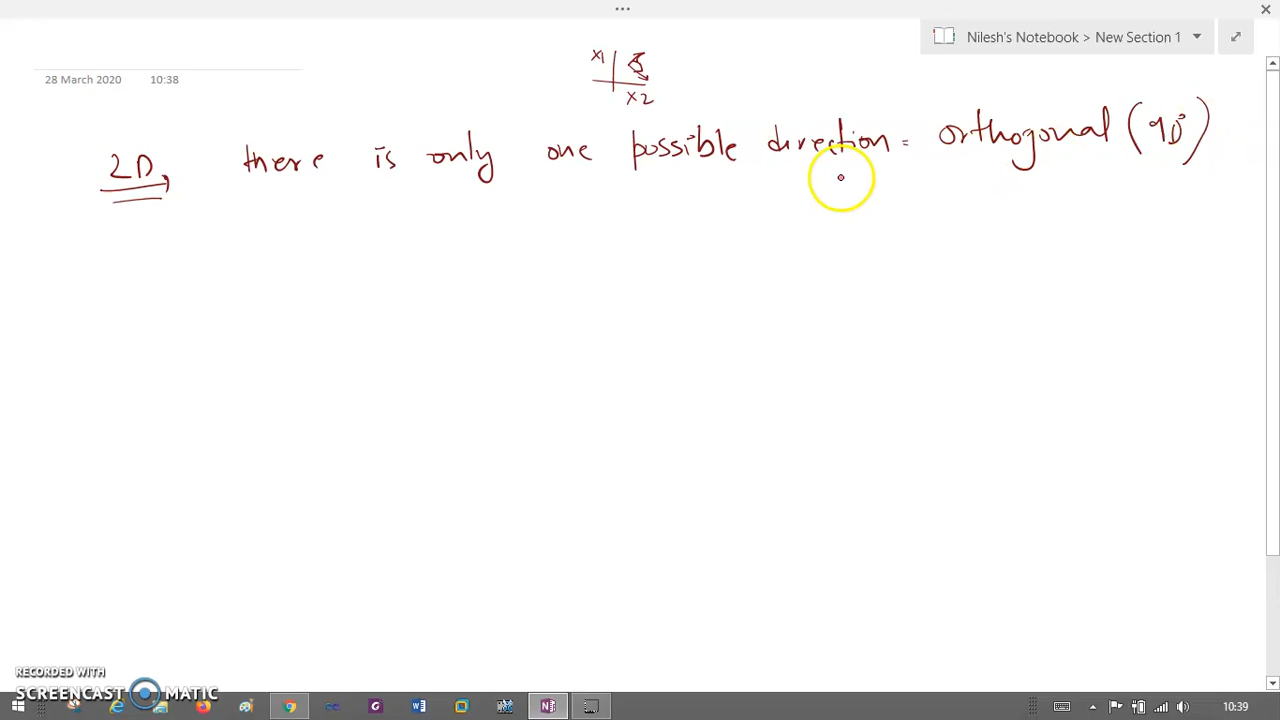 Nilesh's Notebook > New Section 1
28 March 2020 10:38
x1
x2
2D, there is only one possible direction = orthogonal (90°)
RECORDED WITH
SCREENCAST MATIC
10:39